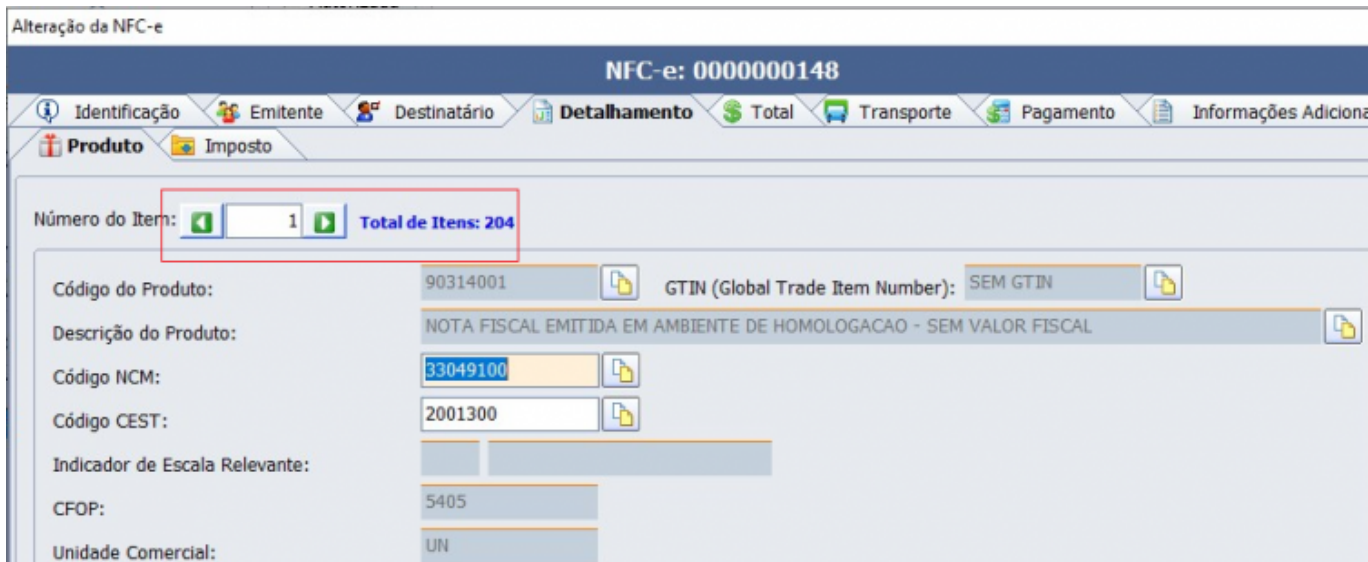 Alteração da NFC-e
NFC-e: 0000000148
Identificação Emitente Destinatário Detalhamento Total Transporte Pagamento Informações Adiciona
Produto Imposto
Número do Item: 1 Total de Itens: 204
Código do Produto: 90314001 GTIN (Global Trade Item Number): SEM GTIN
Descrição do Produto: NOTA FISCAL EMITIDA EM AMBIENTE DE HOMOLOGACAO - SEM VALOR FISCAL
Código NCM: 33049100
Código CEST: 2001300
Indicador de Escala Relevante:
CFOP: 5405
Unidade Comercial: UN